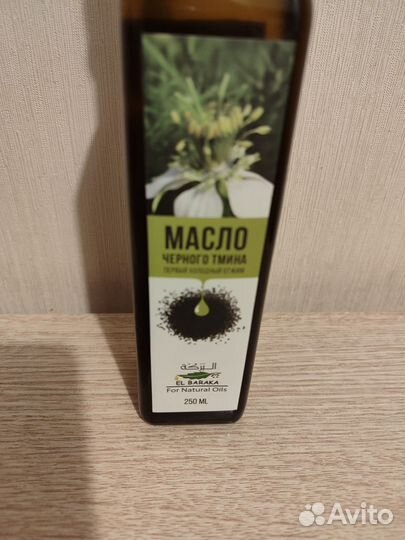 МАСЛО
ЧЕРНОГО ТМИНА
ПЕРВЫЙ ХОЛОДНЫЙ ОТЖИМ
البركة
EL BARAKA
For Natural Oils
250 ML
Avito